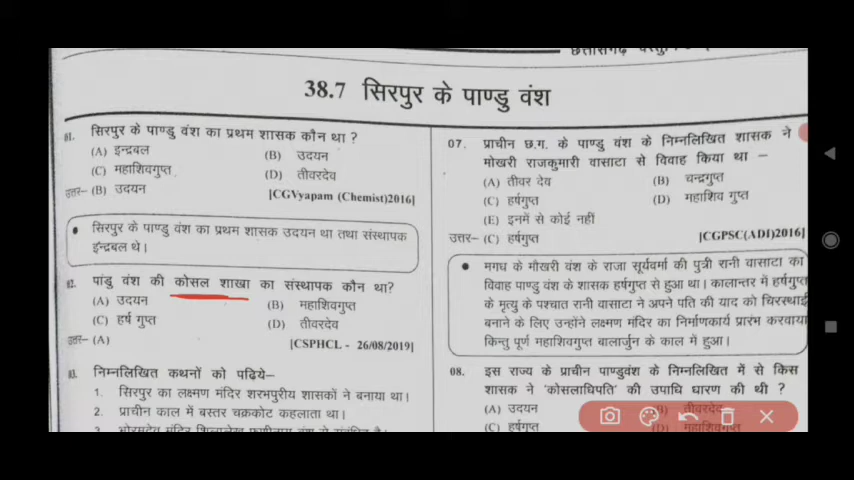 38.7 सिरपुर के पाण्डु वंश
01. सिरपुर के पाण्डु वंश का प्रथम शासक कौन था ?
(A) इन्द्रबल (B) उदयन
(C) महाशिवगुप्त (D) तीवरदेव
उत्तर– (B) उदयन [CGVyapam (Chemist)2016]
• सिरपुर के पाण्डु वंश का प्रथम शासक उदयन था तथा संस्थापक
इंन्द्रबल थे।
02. पांडु वंश की कोसल शाखा का संस्थापक कौन था?
(A) उदयन (B) महाशिवगुप्त
(C) हर्ष गुप्त (D) तीवरदेव
उत्तर– (A) [CSPHCL - 26/08/2019]
03. निम्नलिखित कथनों को पढ़िये–
1. सिरपुर का लक्ष्मण मंदिर शरभपुरीय शासकों ने बनाया था।
2. प्राचीन काल में बस्तर चक्रकोट कहलाता था।
07. प्राचीन छ.ग. के पाण्डु वंश के निम्नलिखित शासक ने
मोखरी राजकुमारी वासाटा से विवाह किया था –
(A) तीवर देव (B) चन्द्रगुप्त
(C) हर्षगुप्त (D) महाशिव गुप्त
(E) इनमें से कोई नहीं
उत्तर– (C) हर्षगुप्त [CGPSC(ADI)2016]
• मगध के मौखरी वंश के राजा सूर्यवर्मा की पुत्री रानी वासाटा का
विवाह पाण्डु वंश के शासक हर्षगुप्त से हुआ था। कालान्तर में हर्षगुप्त
के मृत्यु के पश्चात रानी वासाटा ने अपने पति की याद को चिरस्थाई
बनाने के लिए उन्होंने लक्ष्मण मंदिर का निर्माणकार्य प्रारंभ करवाया
किन्तु पूर्ण महाशिवगुप्त बालार्जुन के काल में हुआ।
08. इस राज्य के प्राचीन पाण्डुवंश के निम्नलिखित में से किस
शासक ने 'कोसलाधिपति' की उपाधि धारण की थी ?
(A) उदयन (B) तीवरदेव
(C) हर्षगुप्त (D) महाशिवगुप्त